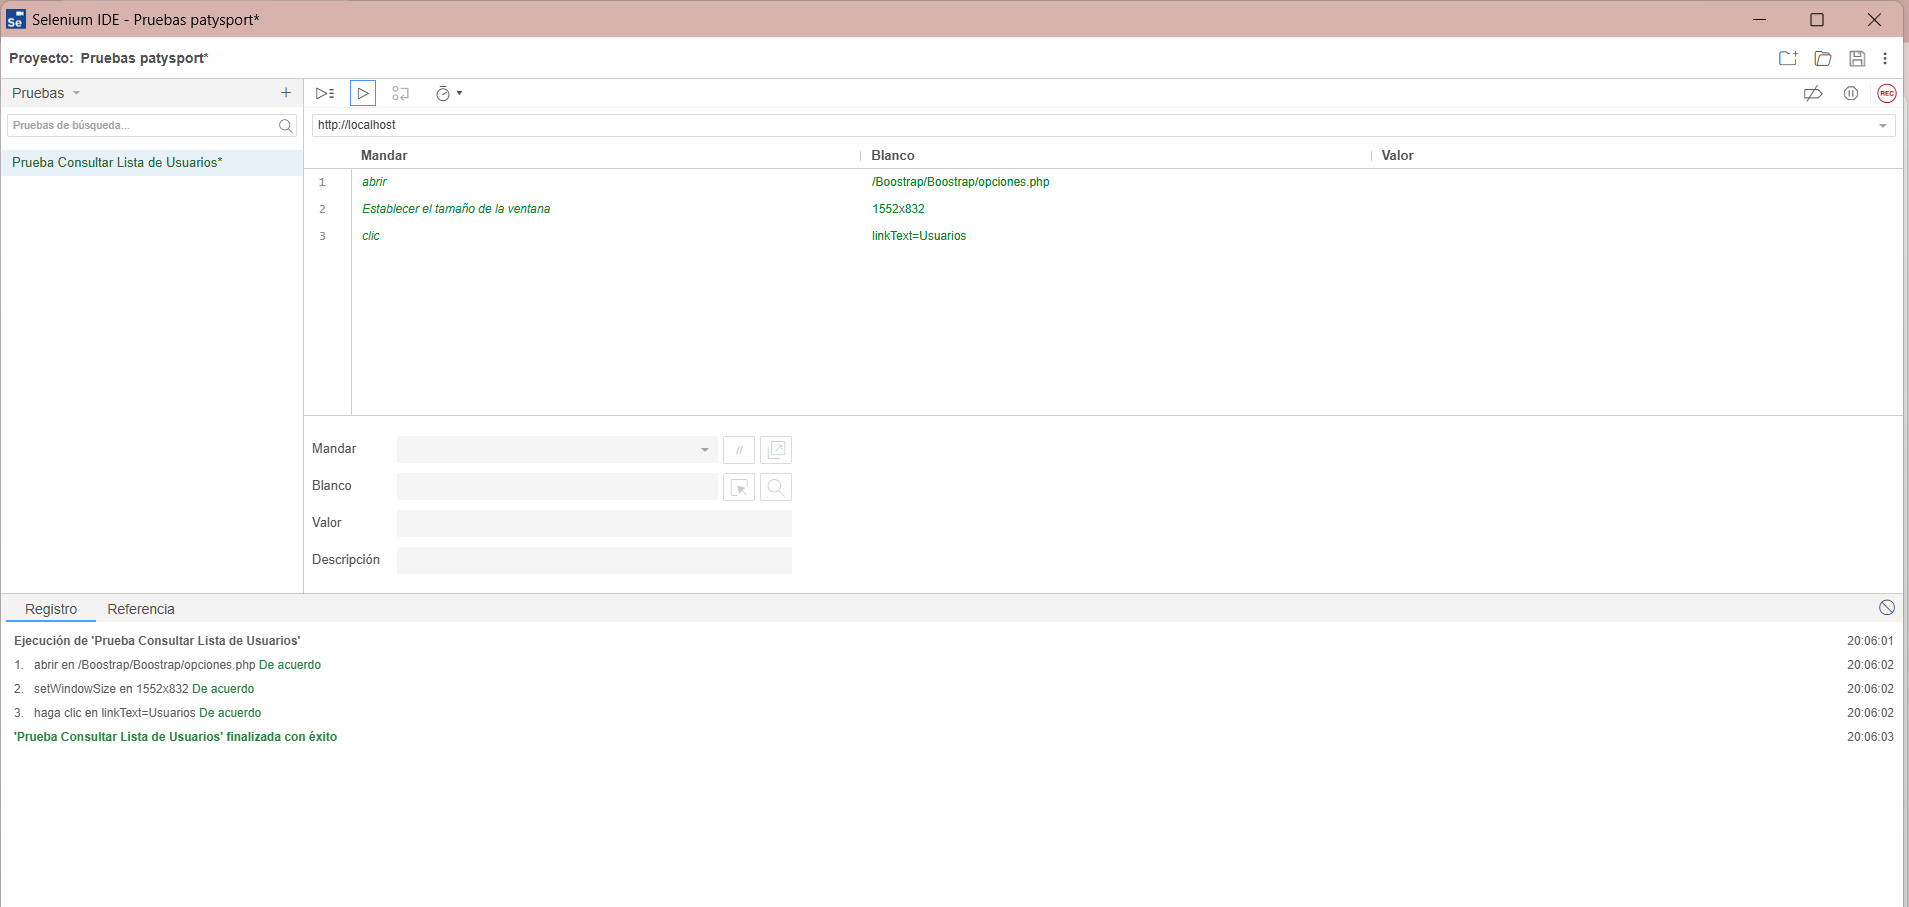 Se
Selenium IDE - Pruebas patysport*
Proyecto: Pruebas patysport*
Pruebas
+
REC
Pruebas de búsqueda...
http://localhost
Prueba Consultar Lista de Usuarios*
Mandar Blanco Valor
1 abrir /Boostrap/Boostrap/opciones.php
2 Establecer el tamaño de la ventana 1552x832
3 clic linkText=Usuarios
Mandar
//
Blanco
Valor
Descripción
Registro Referencia
Ejecución de 'Prueba Consultar Lista de Usuarios' 20:06:01
1. abrir en /Boostrap/Boostrap/opciones.php De acuerdo 20:06:02
2. setWindowSize en 1552x832 De acuerdo 20:06:02
3. haga clic en linkText=Usuarios De acuerdo 20:06:02
'Prueba Consultar Lista de Usuarios' finalizada con éxito 20:06:03